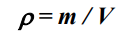 ρ = m / V